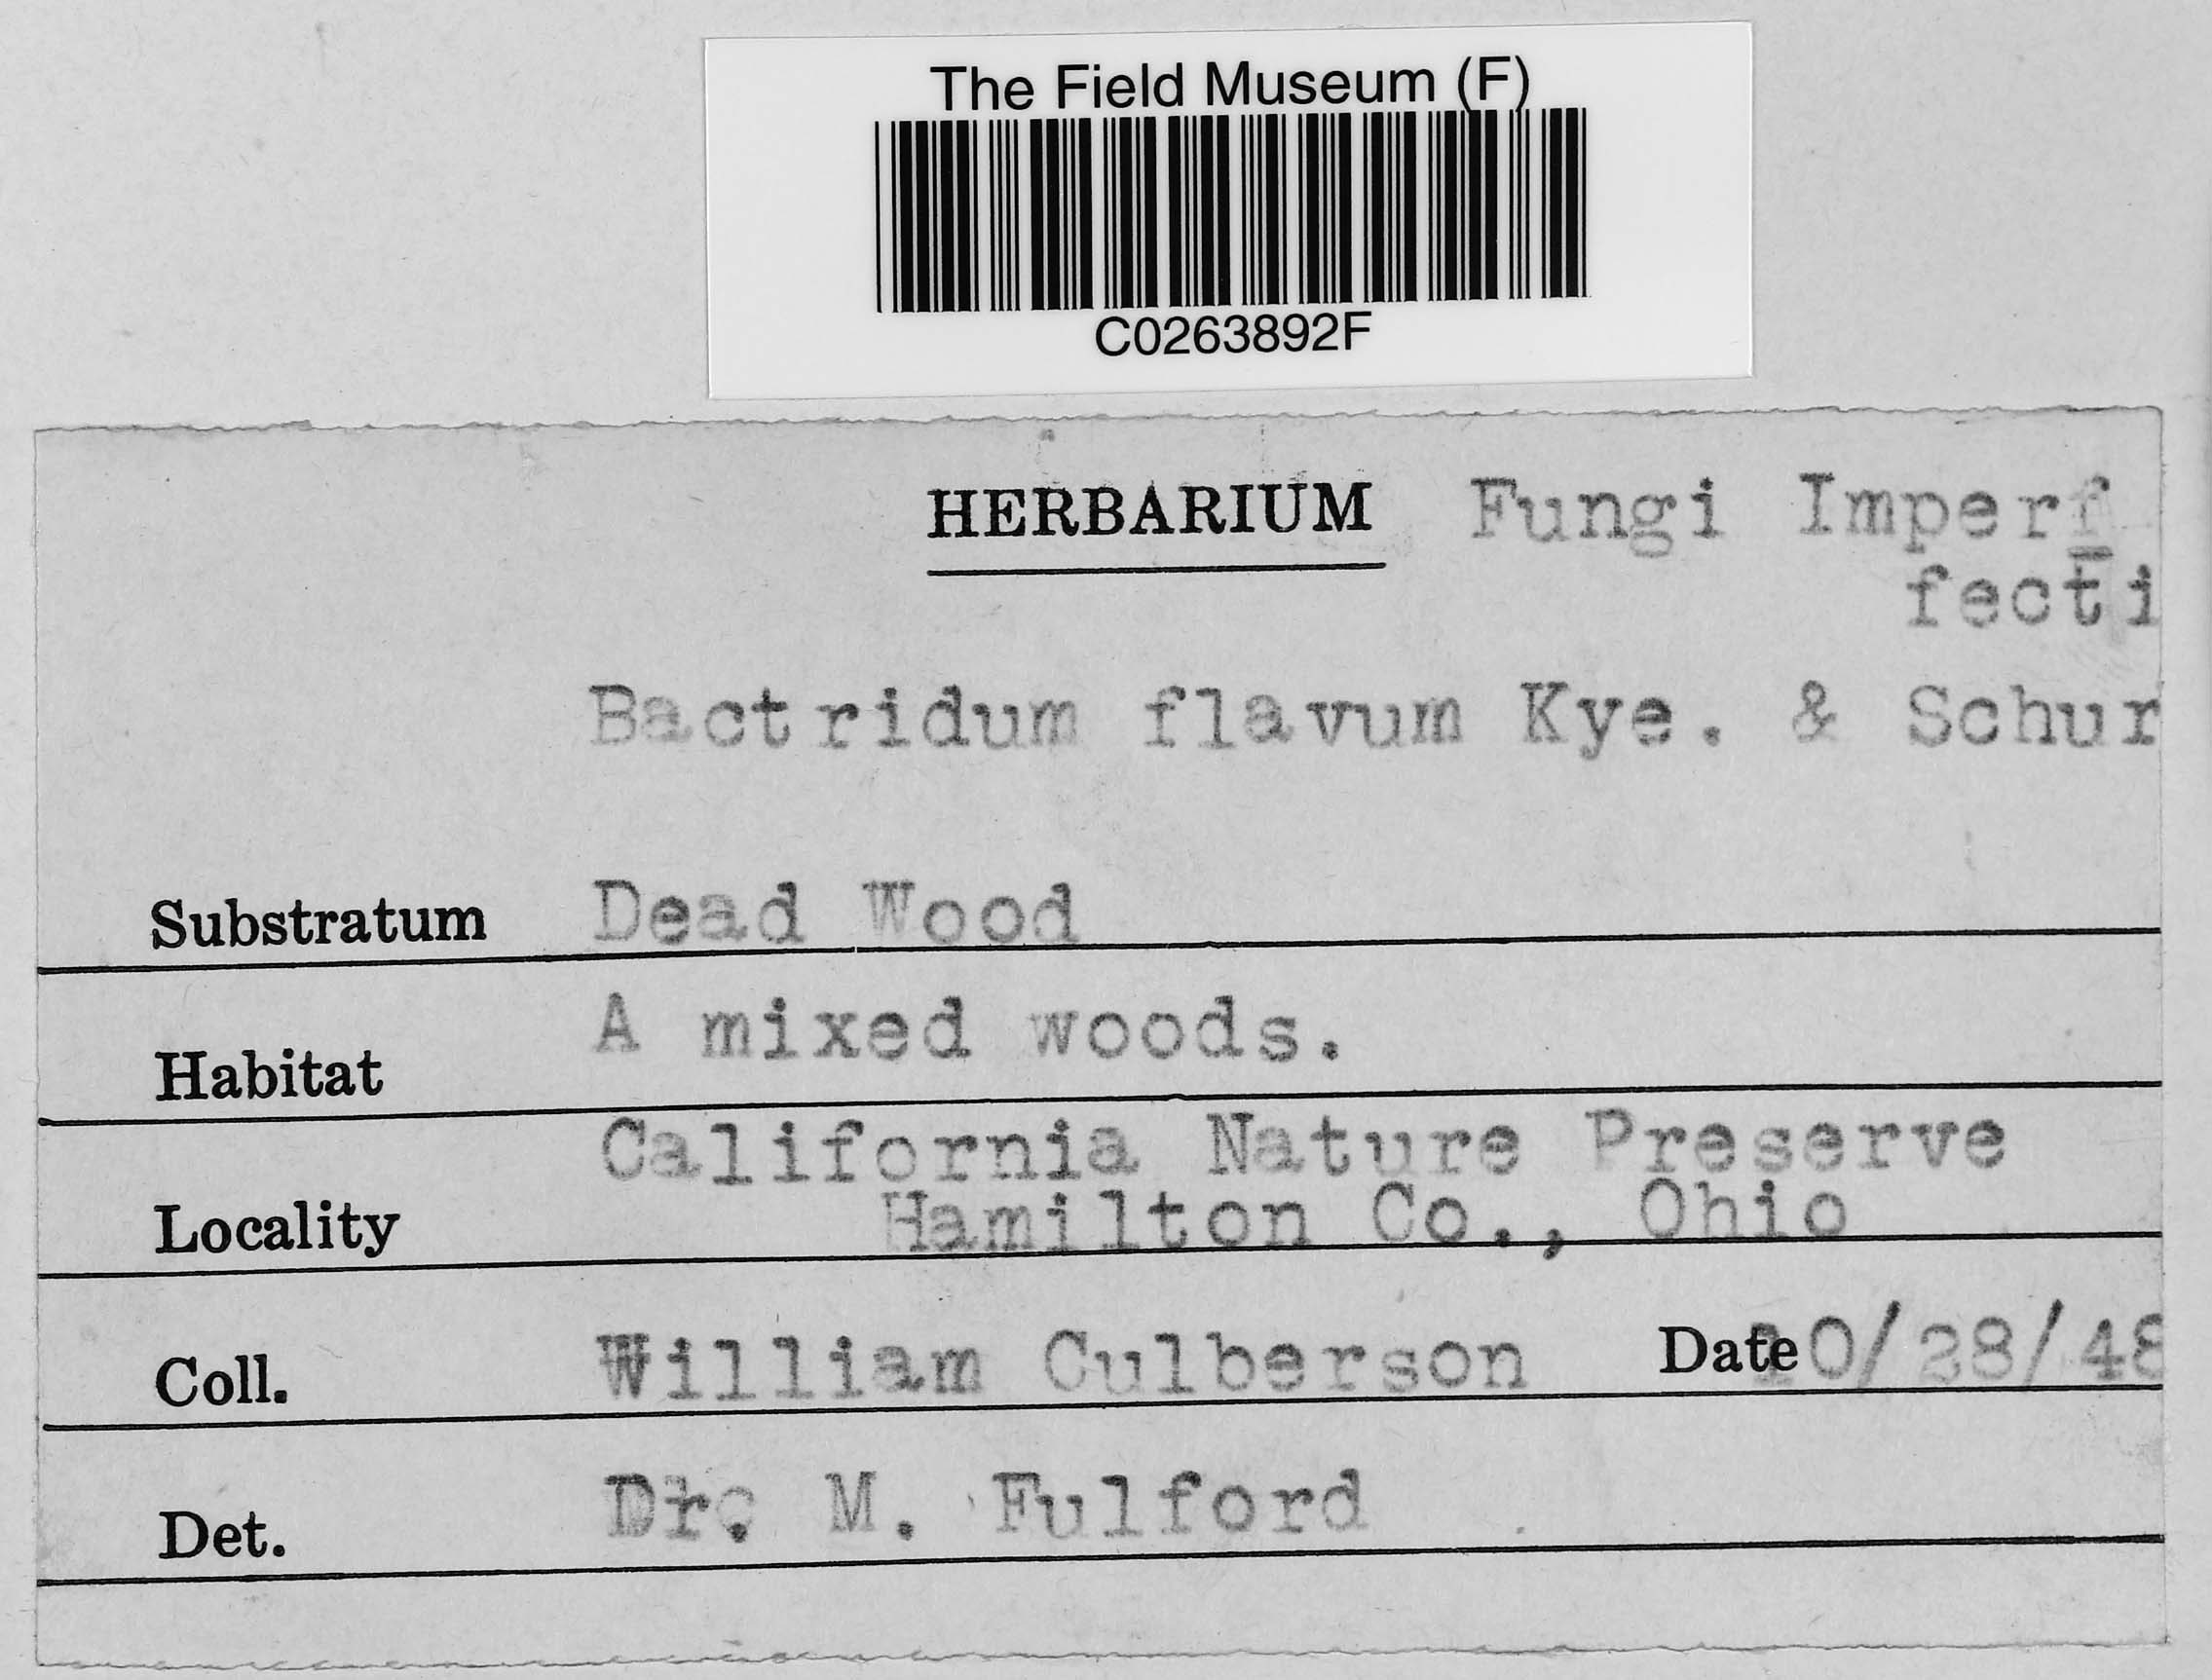 The Field Museum (F)
C0263892F
HERBARIUM Fungi Imperf
fecti
Bactridum flavum Kye. & Schur
Substratum Dead Wood
Habitat A mixed woods.
California Nature Preserve
Locality Hamilton Co., Ohio
Coll. William Culberson Date 10/28/48
Det. Dr. M. Fulford